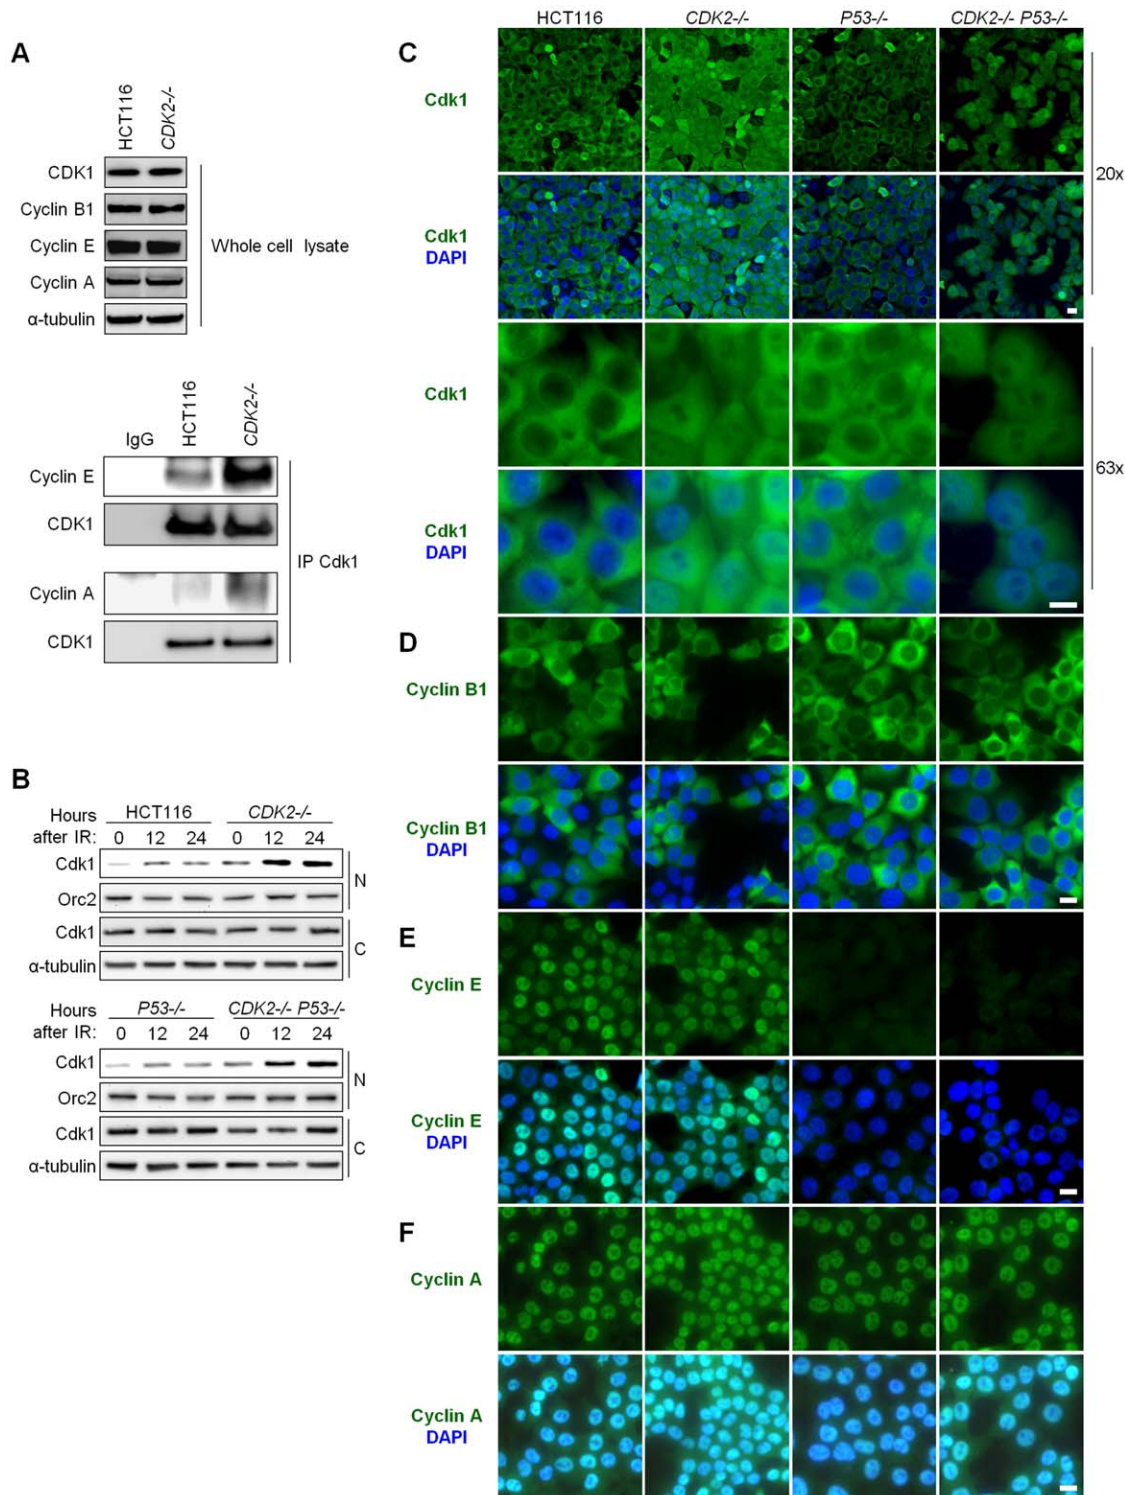 A
HCT116
CDK2-/-
CDK1
Cyclin B1
Cyclin E
Cyclin A
α-tubulin
Whole cell lysate
IgG
HCT116
CDK2-/-
Cyclin E
CDK1
Cyclin A
CDK1
IP Cdk1
B
Hours
after IR:
HCT116
CDK2-/-
0 12 24 0 12 24
Cdk1
Orc2
N
Cdk1
α-tubulin
C
Hours
after IR:
P53-/-
CDK2-/- P53-/-
0 12 24 0 12 24
Cdk1
Orc2
N
Cdk1
α-tubulin
C
HCT116
CDK2-/-
P53-/-
CDK2-/- P53-/-
C
Cdk1
Cdk1
DAPI
20x
Cdk1
Cdk1
DAPI
63x
D
Cyclin B1
Cyclin B1
DAPI
E
Cyclin E
Cyclin E
DAPI
F
Cyclin A
Cyclin A
DAPI